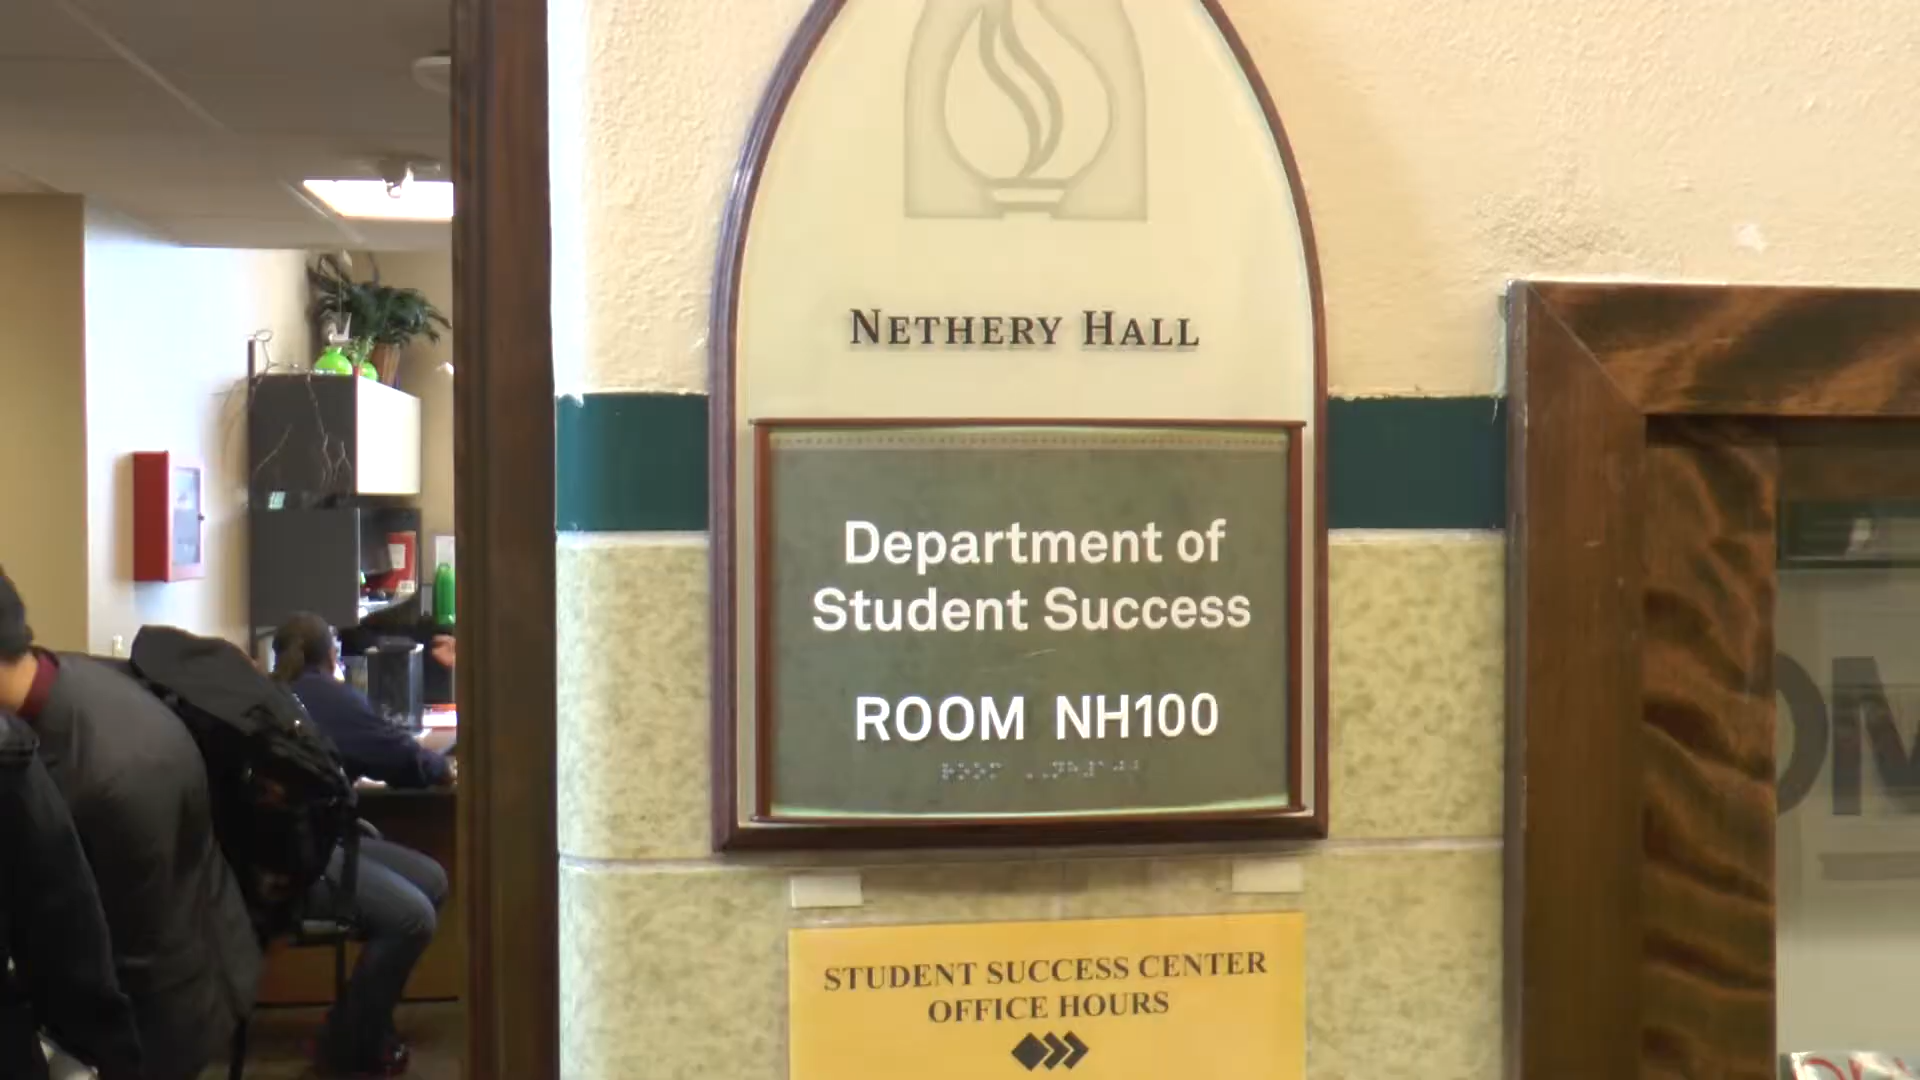 NETHERY HALL
Department of
Student Success
ROOM NH100
STUDENT SUCCESS CENTER
OFFICE HOURS